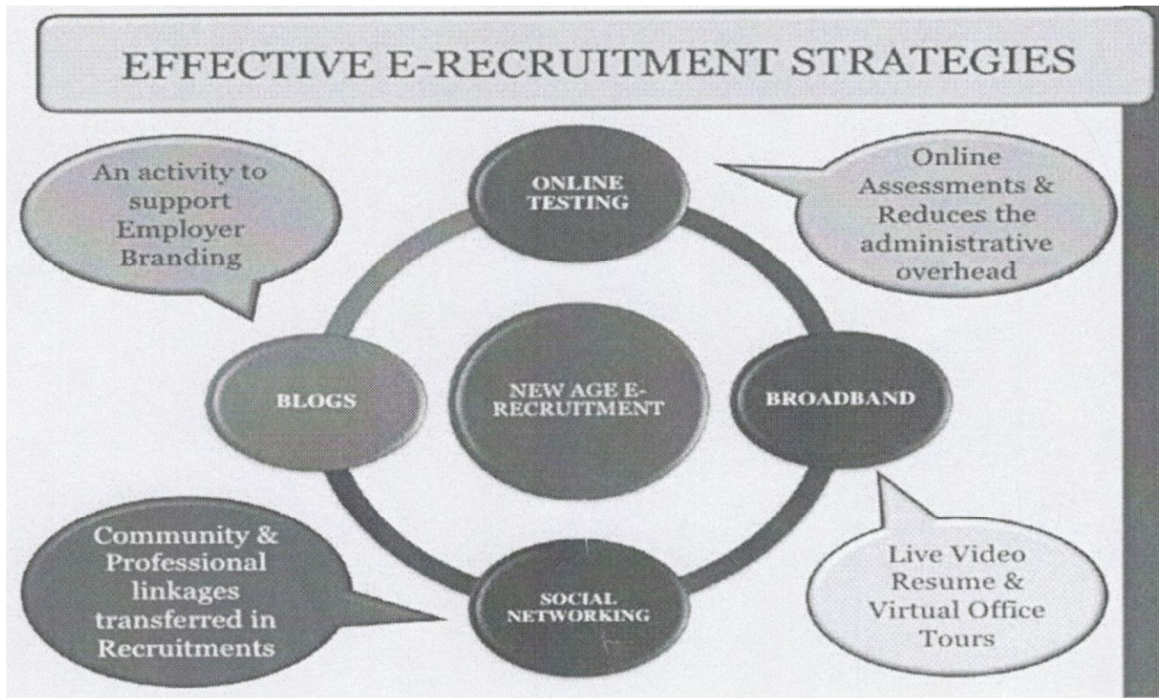 EFFECTIVE E-RECRUITMENT STRATEGIES
An activity to
support
Employer
Branding
ONLINE
TESTING
Online
Assessments &
Reduces the
administrative
overhead
BLOGS
NEW AGE E-
RECRUITMENT
BROADBAND
Community &
Professional
linkages
transferred in
Recruitments
SOCIAL
NETWORKING
Live Video
Resume &
Virtual Office
Tours